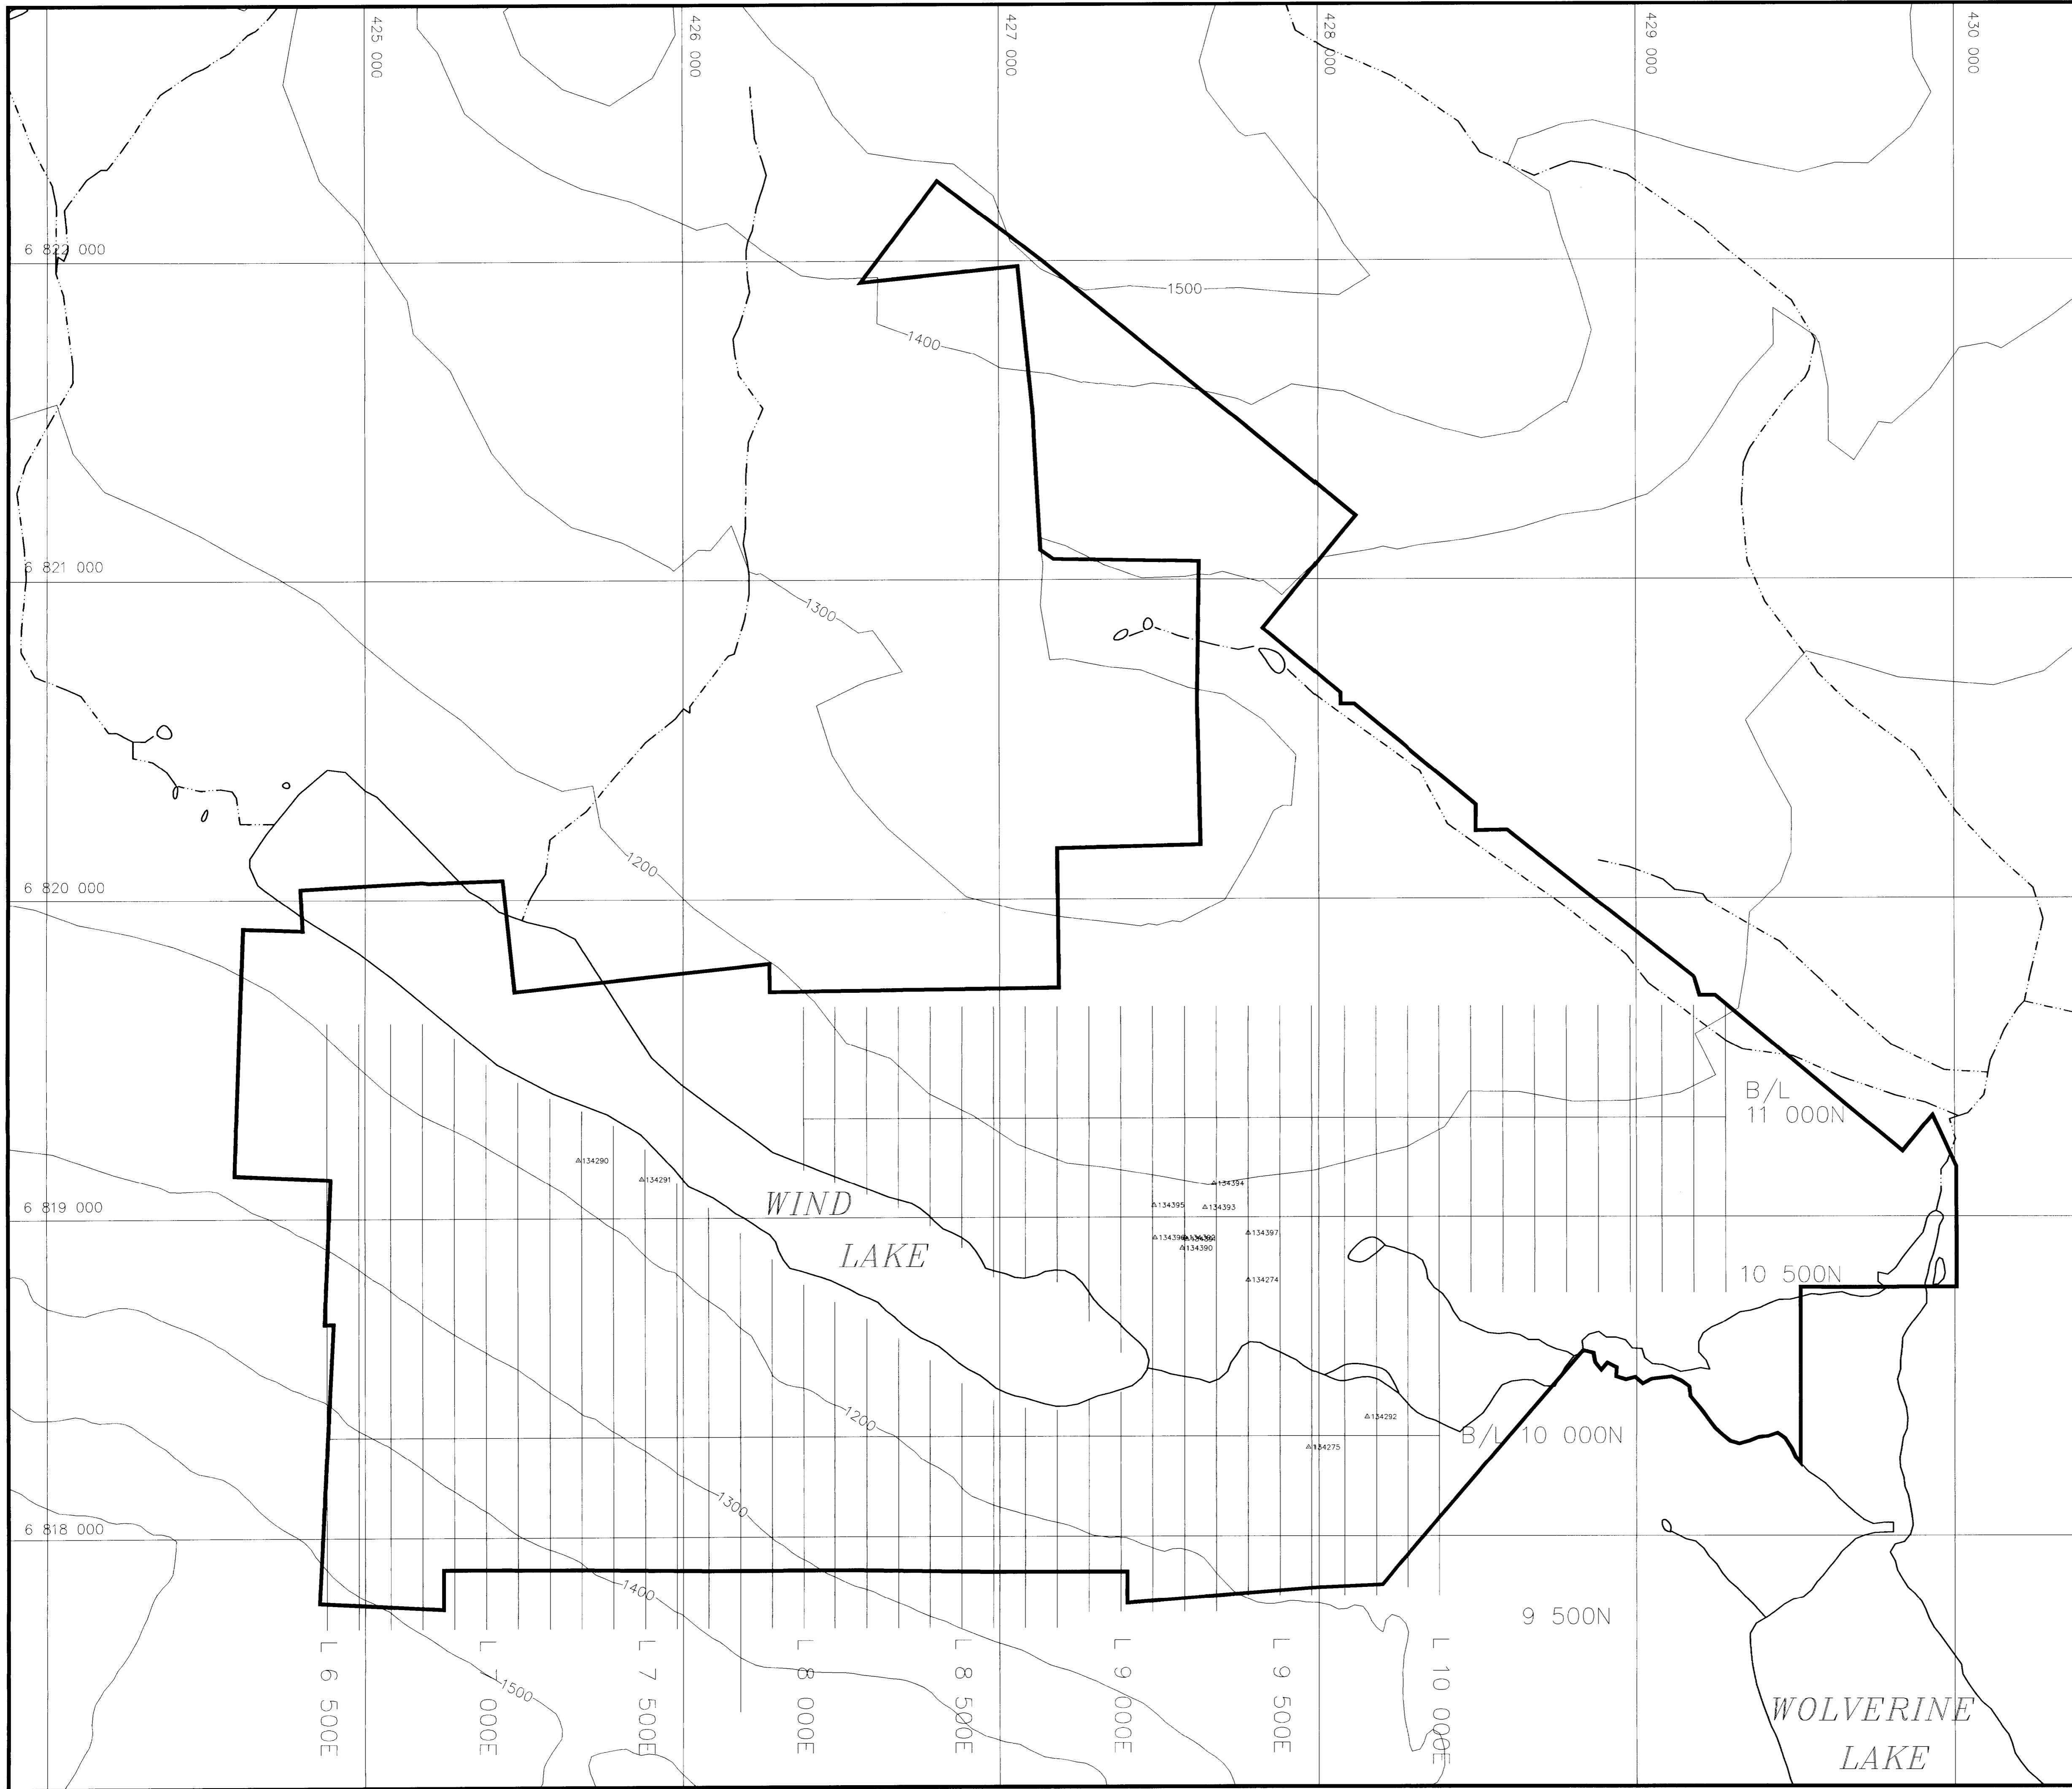 425 000
426 000
427 000
428 000
429 000
430 000
6 822 000
1500
1400
6 821 000
1300
1200
6 820 000
B/L
11 000N
134290
134291
134394
WIND
134395
134393
6 819 000
134397
LAKE
134390
134274
10 500N
1200
134292
B/L 10 000N
134275
1300
6 818 000
1400
9 500N
L 6 500E
L 7 000E
L 7 500E
L 8 000E
L 8 500E
L 9 000E
L 9 500E
L 10 000E
1500
WOLVERINE
LAKE